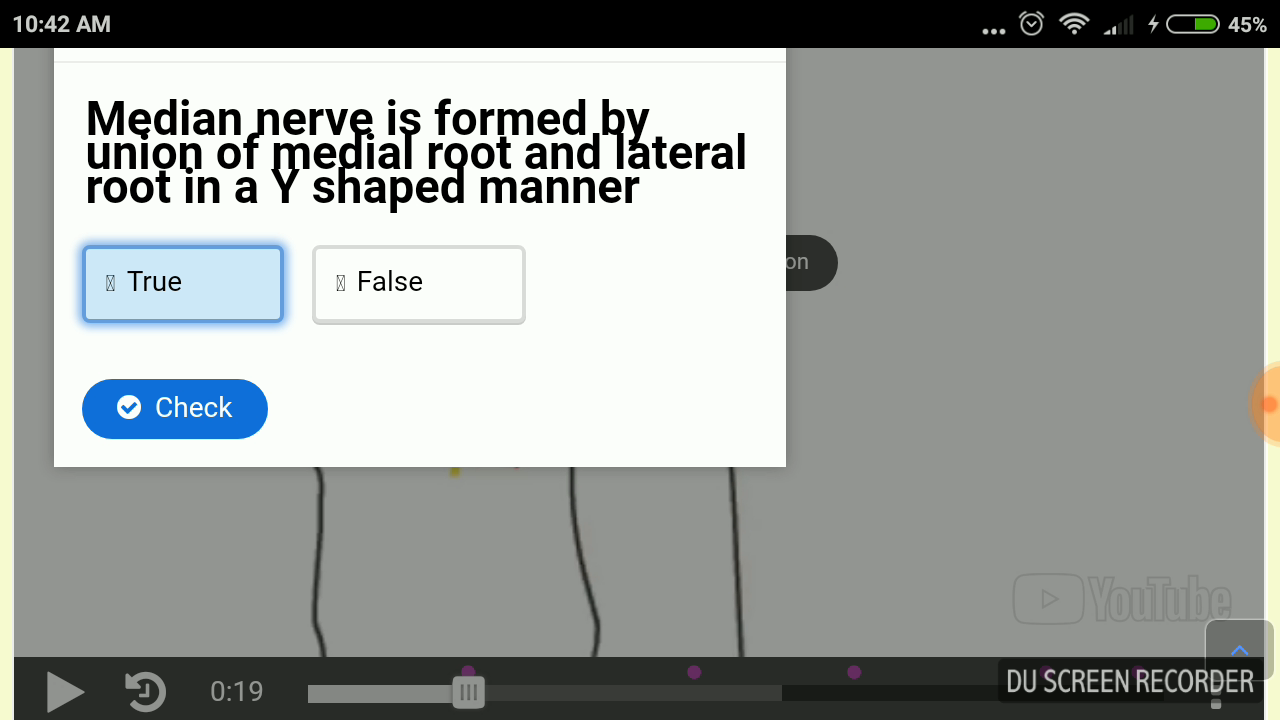 10:42 AM
45%
Median nerve is formed by
union of medial root and lateral
root in a Y shaped manner
True
False
on
Check
YouTube
0:19
DU SCREEN RECORDER